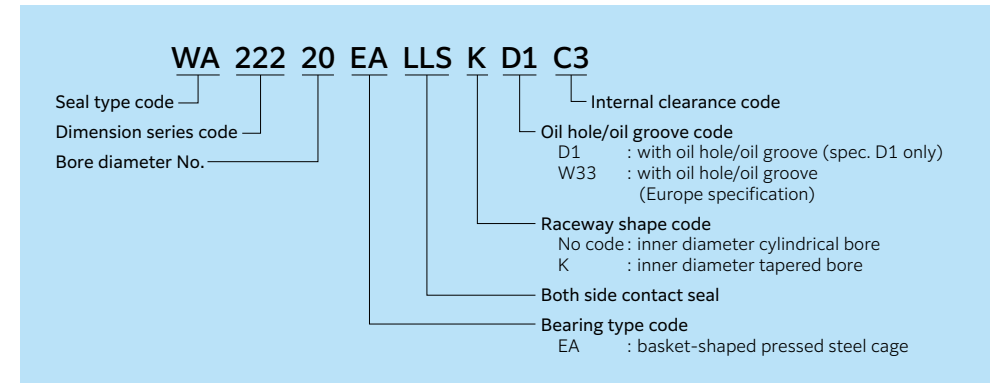 WA 222 20 EA LLS K D1 C3
Seal type code
Internal clearance code
Dimension series code
Oil hole/oil groove code
D1 : with oil hole/oil groove (spec. D1 only)
Bore diameter No.
W33 : with oil hole/oil groove
(Europe specification)
Raceway shape code
No code : inner diameter cylindrical bore
K : inner diameter tapered bore
Both side contact seal
Bearing type code
EA : basket-shaped pressed steel cage